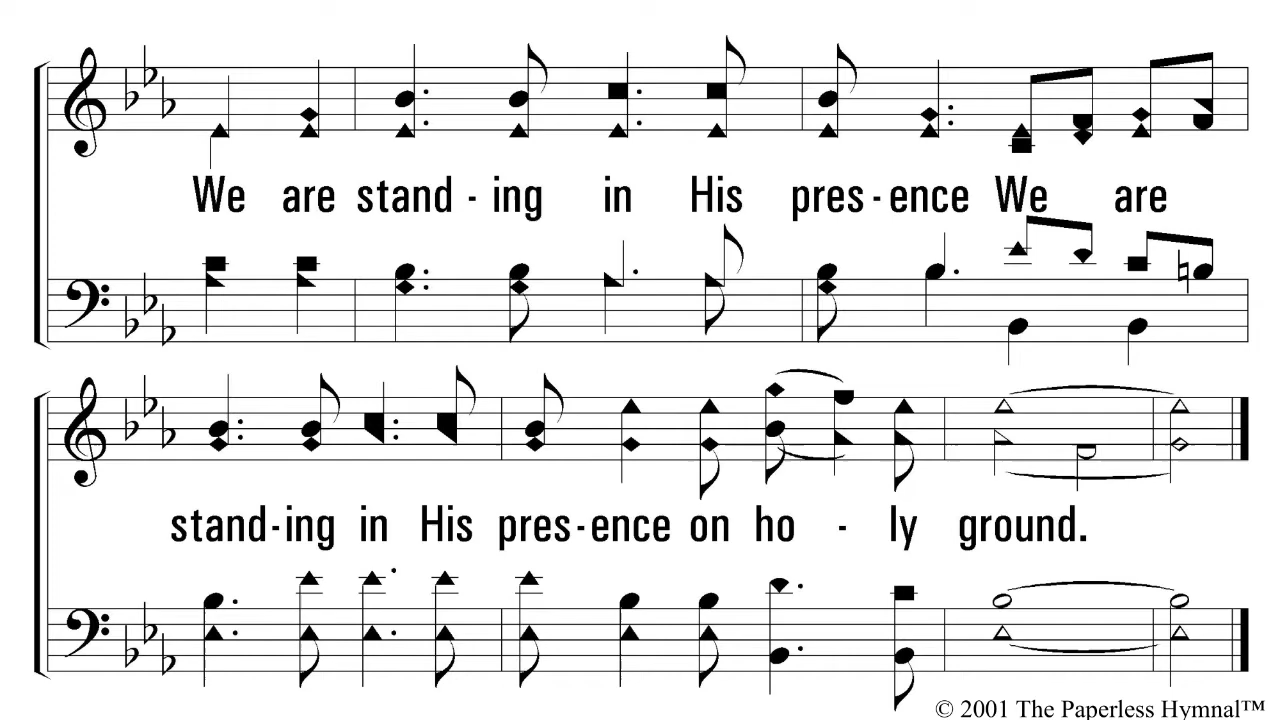 We are stand - ing in His pres - ence We are
stand-ing in His pres - ence on ho - ly ground.
© 2001 The Paperless Hymnal™